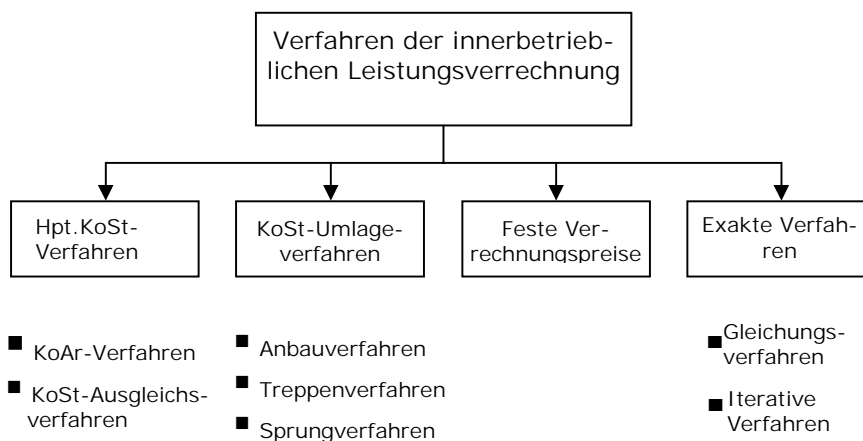 Verfahren der innerbetrieb-
lichen Leistungsverrechnung
Hpt.KoSt-
Verfahren
KoSt-Umlage-
verfahren
Feste Ver-
rechnungspreise
Exakte Verfah-
ren
KoAr-Verfahren
KoSt-Ausgleichs-
verfahren
Anbauverfahren
Treppenverfahren
Sprungverfahren
Gleichungs-
verfahren
Iterative
Verfahren